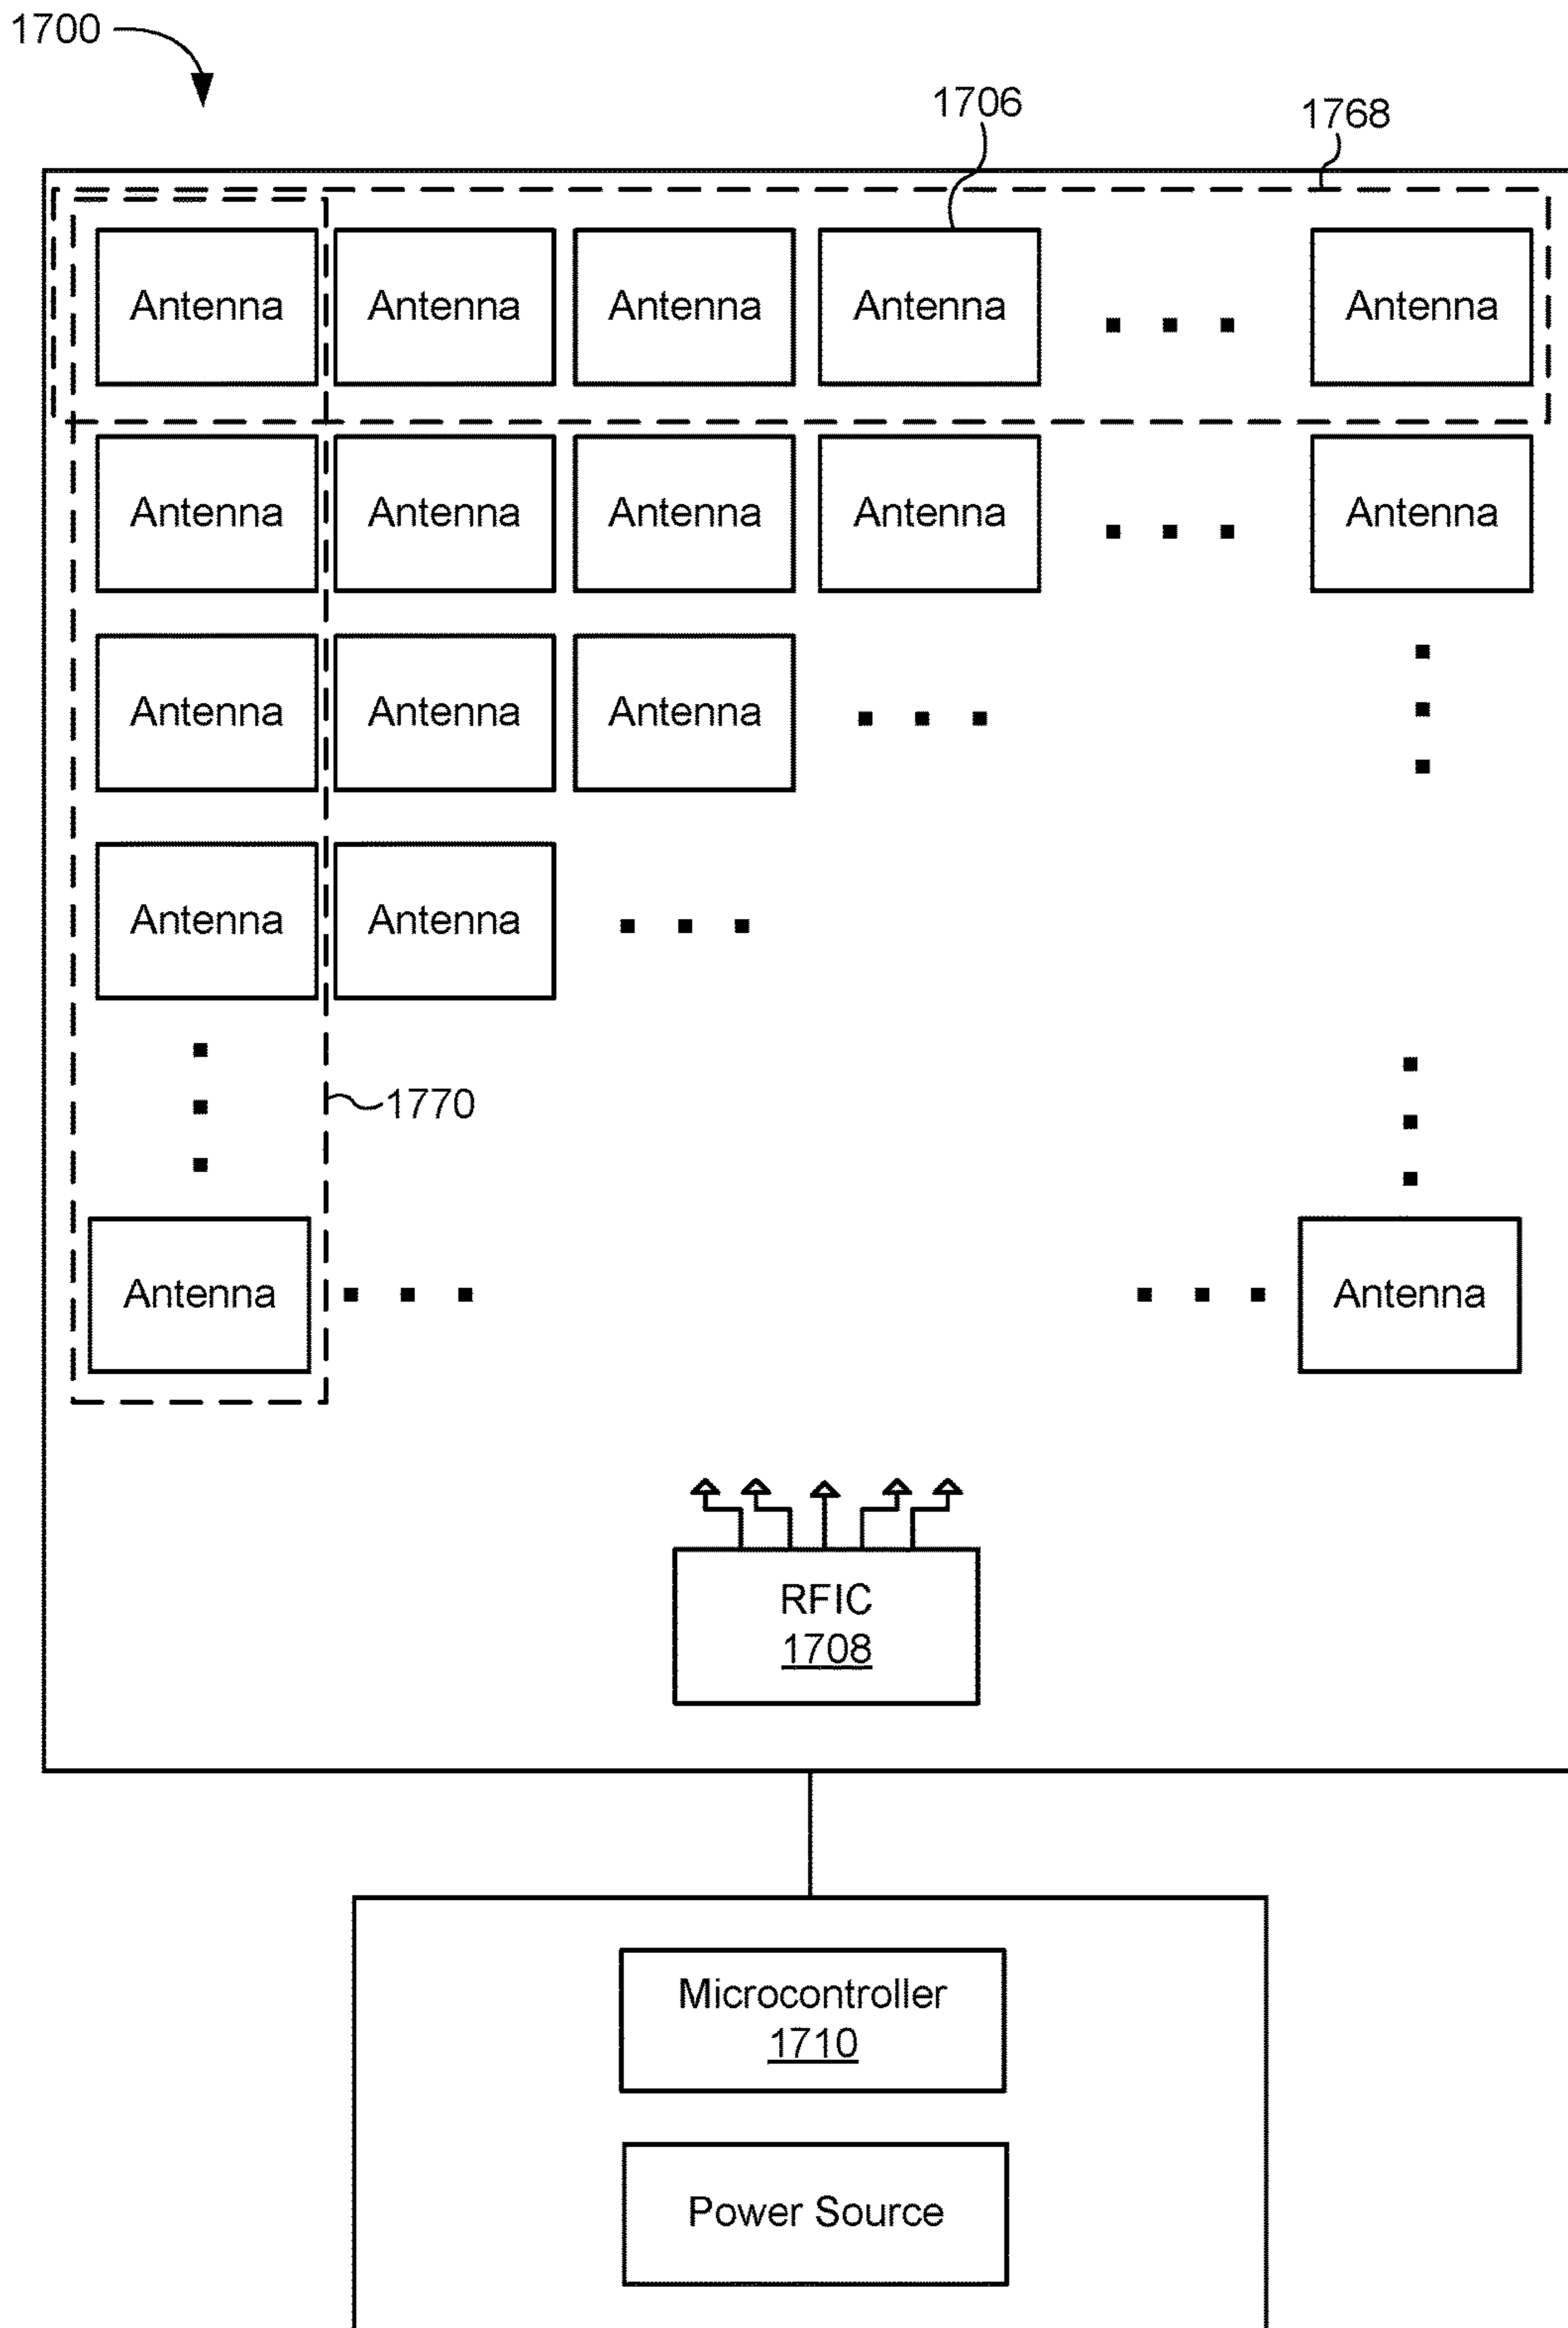 1700
1706
1768
Antenna Antenna Antenna Antenna Antenna
Antenna Antenna Antenna Antenna Antenna
Antenna Antenna Antenna
Antenna Antenna
1770
Antenna Antenna
RFIC
1708
Microcontroller
1710
Power Source